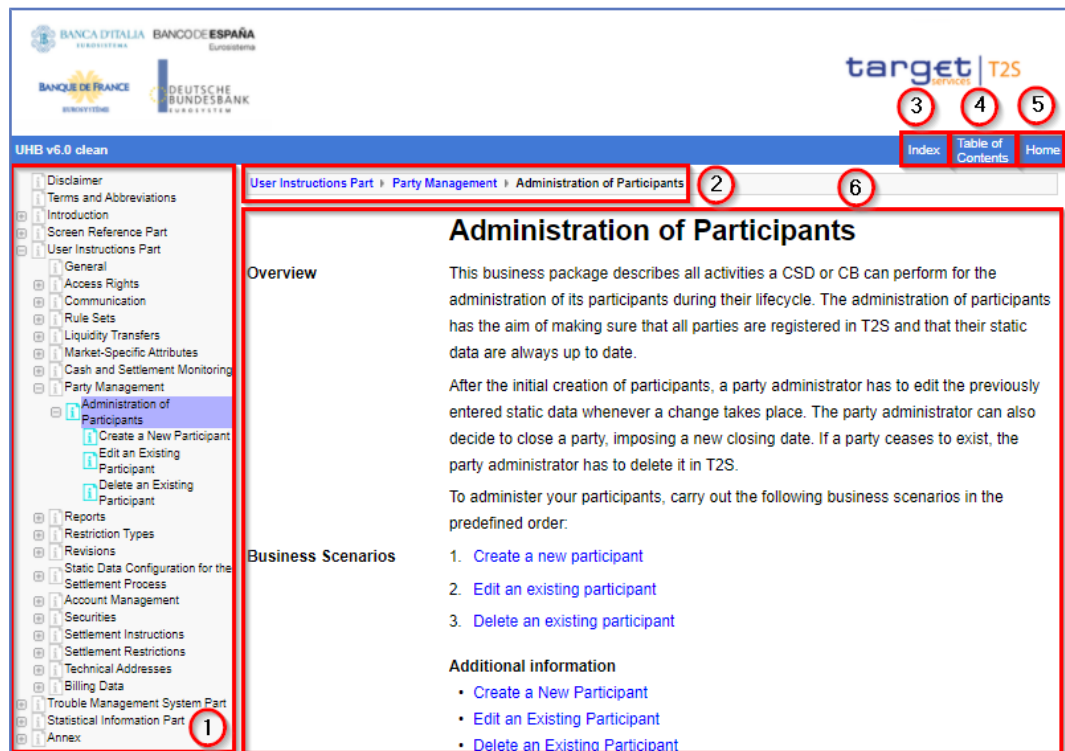 BANCA D'ITALIA
EUROSISTEMA
BANCODEESPAÑA
Eurosistema
BANQUE DE FRANCE
EUROSYSTÈME
DEUTSCHE
BUNDESBANK
EUROSYSTEM
target | T2S
services
3
4
5
UHB v6.0 clean
Index
Table of
Contents
Home
Disclaimer
Terms and Abbreviations
Introduction
Screen Reference Part
User Instructions Part
General
Access Rights
Communication
Rule Sets
Liquidity Transfers
Market-Specific Attributes
Cash and Settlement Monitoring
Party Management
Administration of
Participants
Create a New Participant
Edit an Existing
Participant
Delete an Existing
Participant
Reports
Restriction Types
Revisions
Static Data Configuration for the
Settlement Process
Account Management
Securities
Settlement Instructions
Settlement Restrictions
Technical Addresses
Billing Data
Trouble Management System Part
Statistical Information Part
Annex
1
User Instructions Part Party Management Administration of Participants
2
6
Administration of Participants
Overview
This business package describes all activities a CSD or CB can perform for the
administration of its participants during their lifecycle. The administration of participants
has the aim of making sure that all parties are registered in T2S and that their static
data are always up to date.
After the initial creation of participants, a party administrator has to edit the previously
entered static data whenever a change takes place. The party administrator can also
decide to close a party, imposing a new closing date. If a party ceases to exist, the
party administrator has to delete it in T2S.
To administer your participants, carry out the following business scenarios in the
predefined order:
Business Scenarios
1. Create a new participant
2. Edit an existing participant
3. Delete an existing participant
Additional information
• Create a New Participant
• Edit an Existing Participant
• Delete an Existing Participant